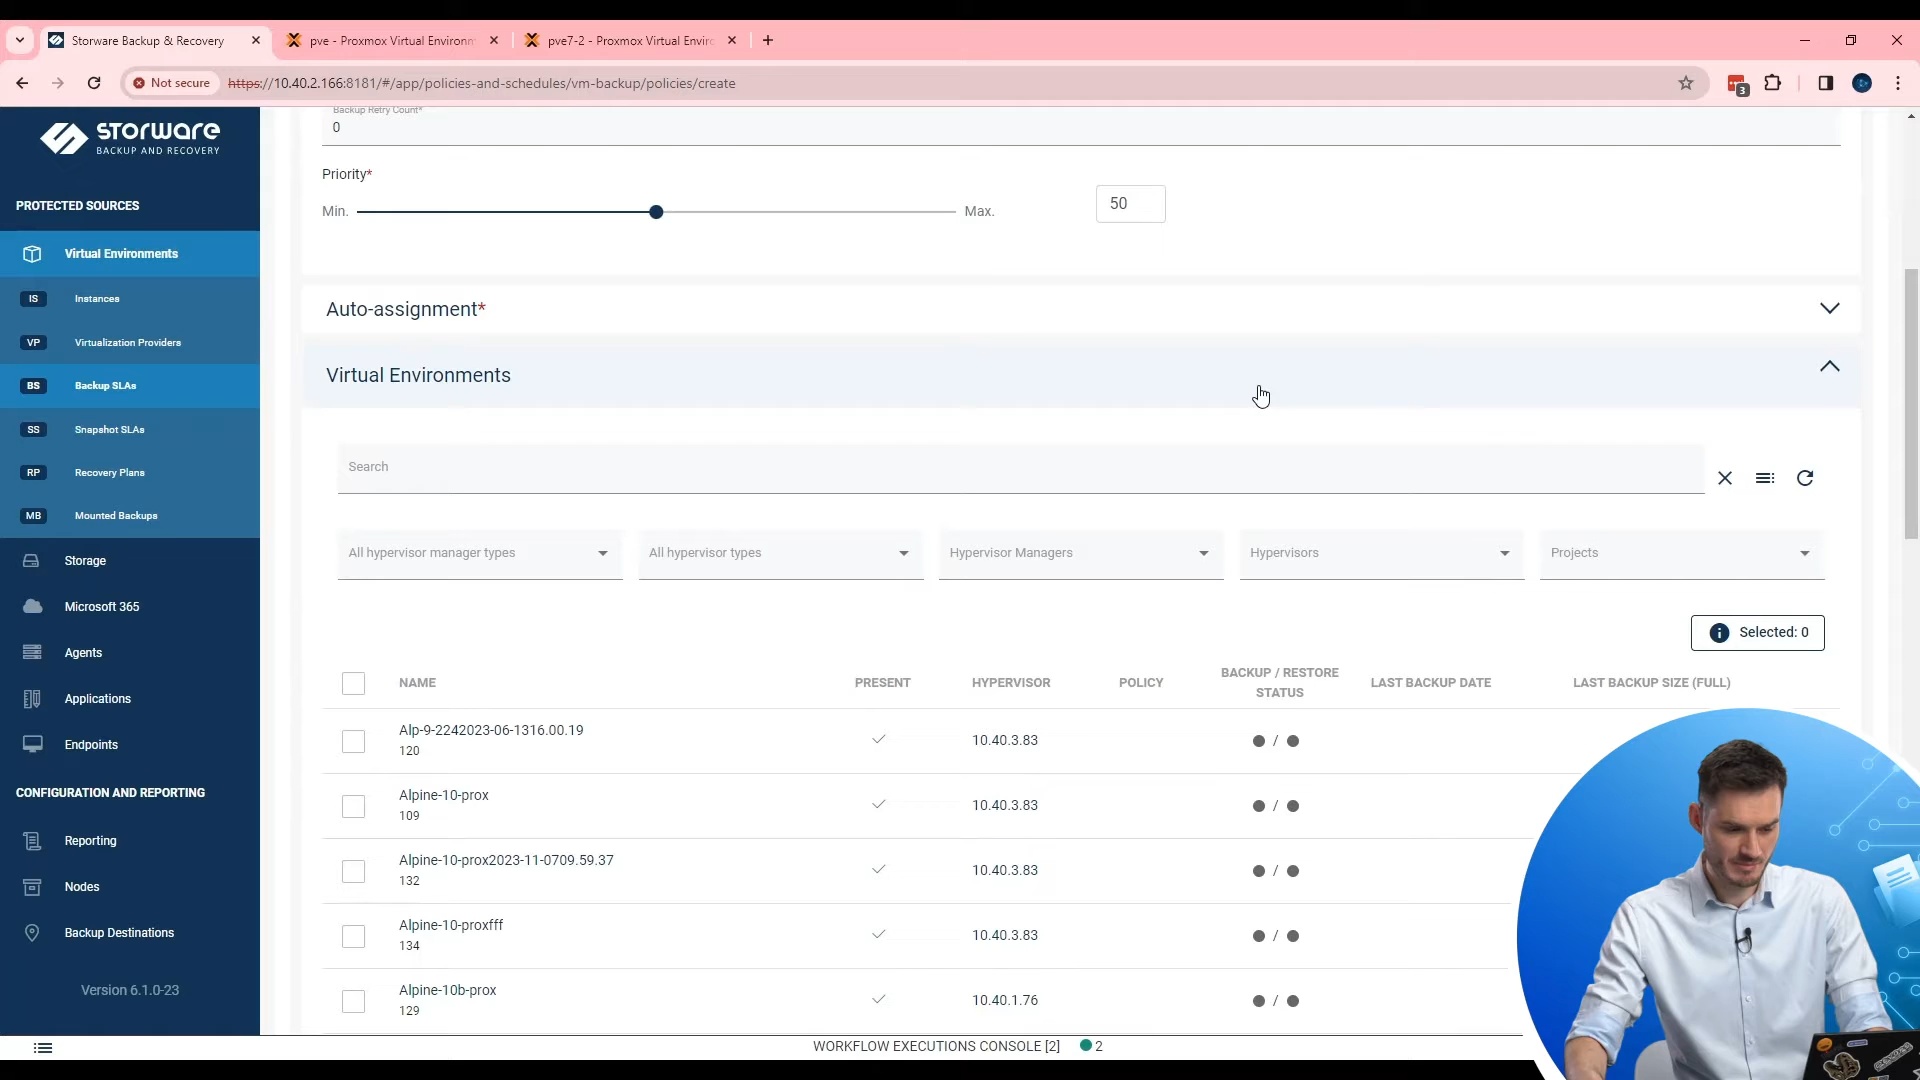 Storware Backup & Recovery
pve - Proxmox Virtual Environm
pve7-2 - Proxmox Virtual Enviro
Not secure
https://10.40.2.166:8181/#/app/policies-and-schedules/vm-backup/policies/create
3
STORWARE
BACKUP AND RECOVERY
PROTECTED SOURCES
Virtual Environments
IS Instances
VP Virtualization Providers
BS Backup SLAs
SS Snapshot SLAs
RP Recovery Plans
MB Mounted Backups
Storage
Microsoft 365
Agents
Applications
Endpoints
CONFIGURATION AND REPORTING
Reporting
Nodes
Backup Destinations
Version 6.1.0-23
Backup Retry Count*
0
Priority*
Min. Max. 50
Auto-assignment*
Virtual Environments
Search
All hypervisor manager types All hypervisor types Hypervisor Managers Hypervisors Projects
Selected: 0
NAME PRESENT HYPERVISOR POLICY BACKUP / RESTORE STATUS LAST BACKUP DATE LAST BACKUP SIZE (FULL)
Alp-9-2242023-06-1316.00.19
120
10.40.3.83 /
Alpine-10-prox
109
10.40.3.83 /
Alpine-10-prox2023-11-0709.59.37
132
10.40.3.83 /
Alpine-10-proxfff
134
10.40.3.83 /
Alpine-10b-prox
129
10.40.1.76 /
WORKFLOW EXECUTIONS CONSOLE [2] 2